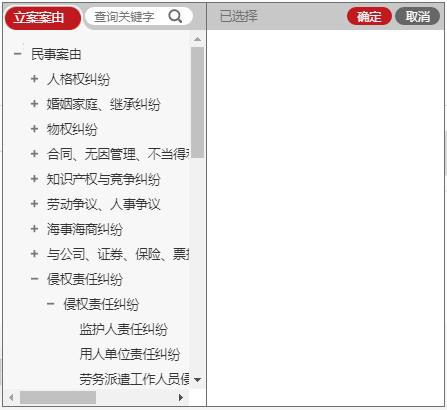 立案案由 查询关键字 已选择 确定 取消
民事案由
人格权纠纷
婚姻家庭、继承纠纷
物权纠纷
合同、无因管理、不当得
知识产权与竞争纠纷
劳动争议、人事争议
海事海商纠纷
与公司、证券、保险、票
侵权责任纠纷
侵权责任纠纷
监护人责任纠纷
用人单位责任纠纷
劳务派遣工作人员侵